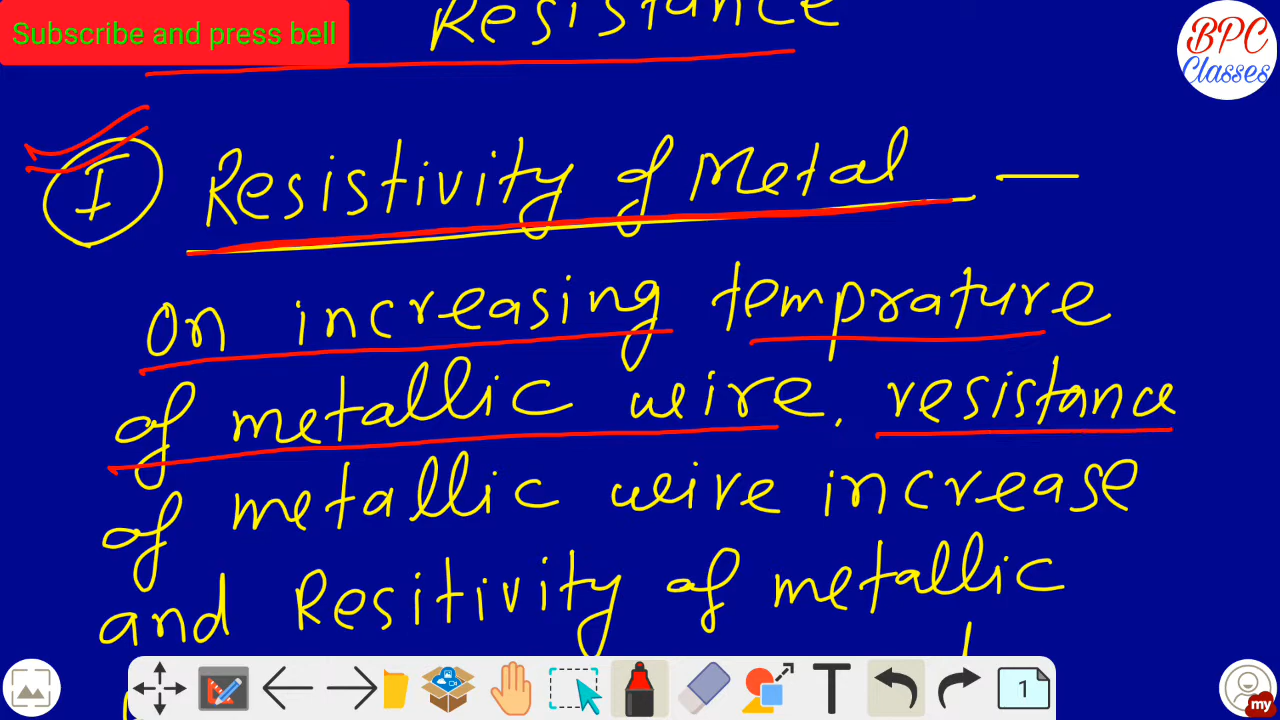 Subscribe and press bell
Resistance
BPC
Classes
I Resistivity of Metal —
On increasing temprature
of metallic wire, resistance
of metallic wire increase
and Resitivity of metallic
T
1
my